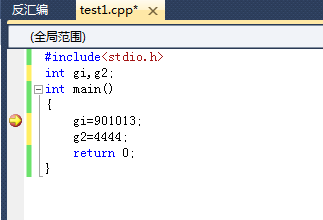 反汇编 test1.cpp*
(全局范围)
#include<stdio.h>
int gi,g2;
int main()
{
gi=901013;
g2=4444;
return 0;
}